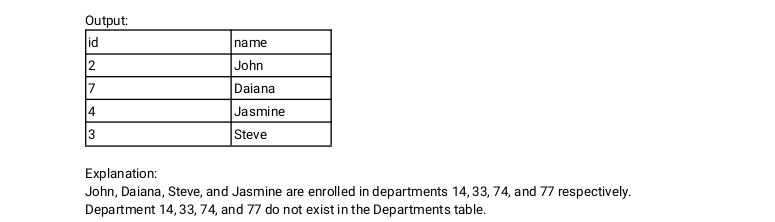 Output:
id name
2 John
7 Daiana
4 Jasmine
3 Steve
Explanation:
John, Daiana, Steve, and Jasmine are enrolled in departments 14, 33, 74, and 77 respectively.
Department 14, 33, 74, and 77 do not exist in the Departments table.